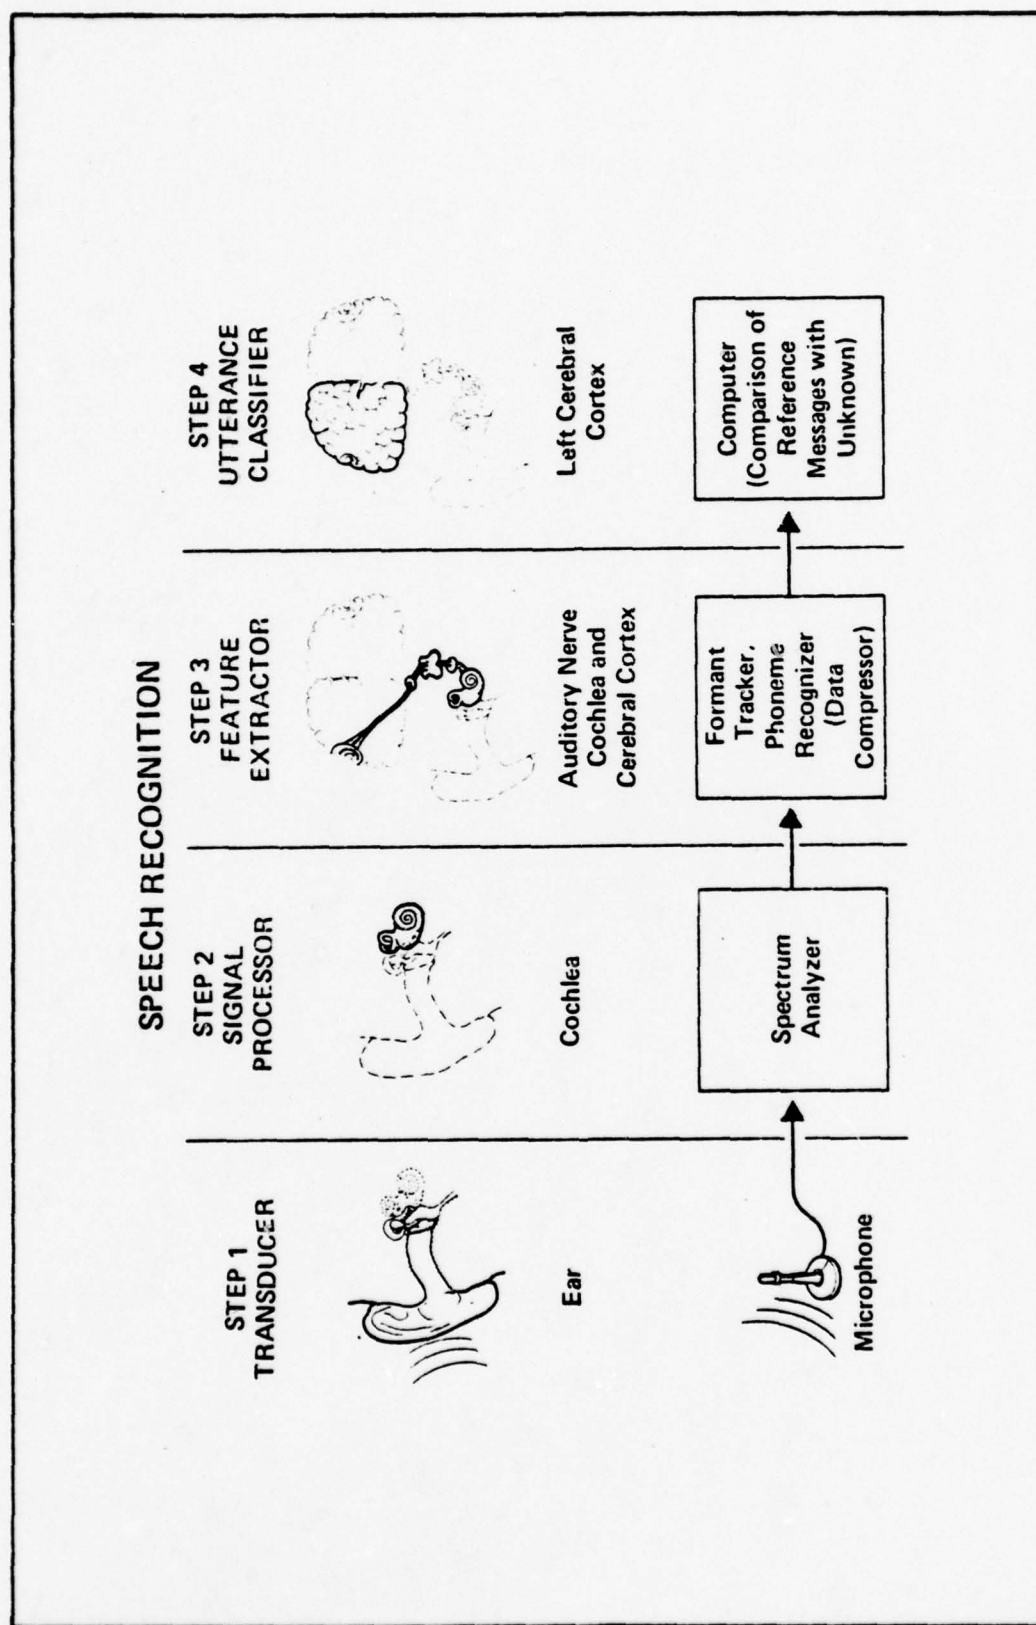 SPEECH RECOGNITION
STEP 1
TRANSDUCER
Ear
Microphone
STEP 2
SIGNAL
PROCESSOR
Cochlea
Spectrum
Analyzer
STEP 3
FEATURE
EXTRACTOR
Auditory Nerve
Cochlea and
Cerebral Cortex
Formant
Tracker,
Phoneme
Recognizer
(Data
Compressor)
STEP 4
UTTERANCE
CLASSIFIER
Left Cerebral
Cortex
Computer
(Comparison of
Reference
Messages with
Unknown)